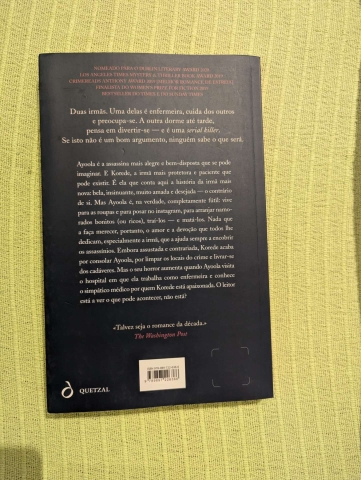 Duas irmãs. Uma delas é enfermeira, cuida dos outros
e preocupa-se. A outra dorme até tarde,
pensa em divertir-se — e é uma serial killer.
Se isto não é um bom argumento, ninguém sabe o que será.
Ayoola é a assassina mais alegre e bem-disposta que se pode
imaginar. E Korede, a irmã mais protetora e paciente que
pode existir. É ela que conta aqui a história da irmã mais
nova: bela, insinuante, muito amada e desejada — o contrário
de si. Mas Ayoola é, na verdade, completamente fútil: vive
para as roupas e para posar no instagram, para arranjar namo-
rados bonitos (ou ricos), traí-los — e matá-los. Nada que
a faça merecer, portanto, o amor e a devoção que todos lhe
dedicam, especialmente a irmã, que a ajuda sempre a encobrir
os assassínios. Embora assustada e contrariada, Korede acaba
por consolar Ayoola, por limpar os locais do crime e livrar-se
dos cadáveres. Mas o seu horror aumenta quando Ayoola visita
o hospital em que ela trabalha como enfermeira e conhece
o simpático médico por quem Korede está apaixonada. O leitor
está a ver o que pode acontecer, não está?
«Talvez seja o romance da década.»
The Washington Post
QUETZAL